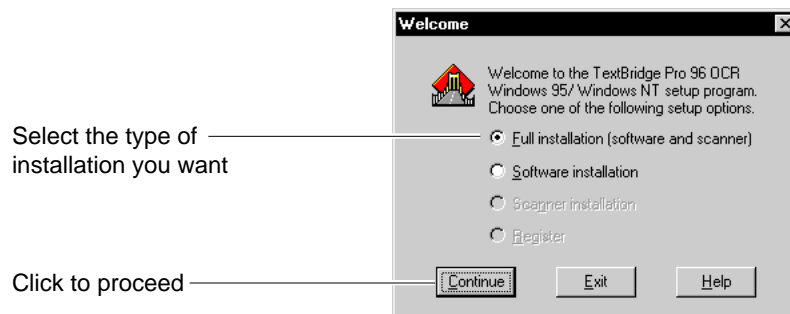 Welcome
Welcome to the TextBridge Pro 96 OCR
Windows 95/ Windows NT setup program.
Choose one of the following setup options.
Select the type of
installation you want
Full installation (software and scanner)
Software installation
Scanner installation
Register
Click to proceed
Continue
Exit
Help